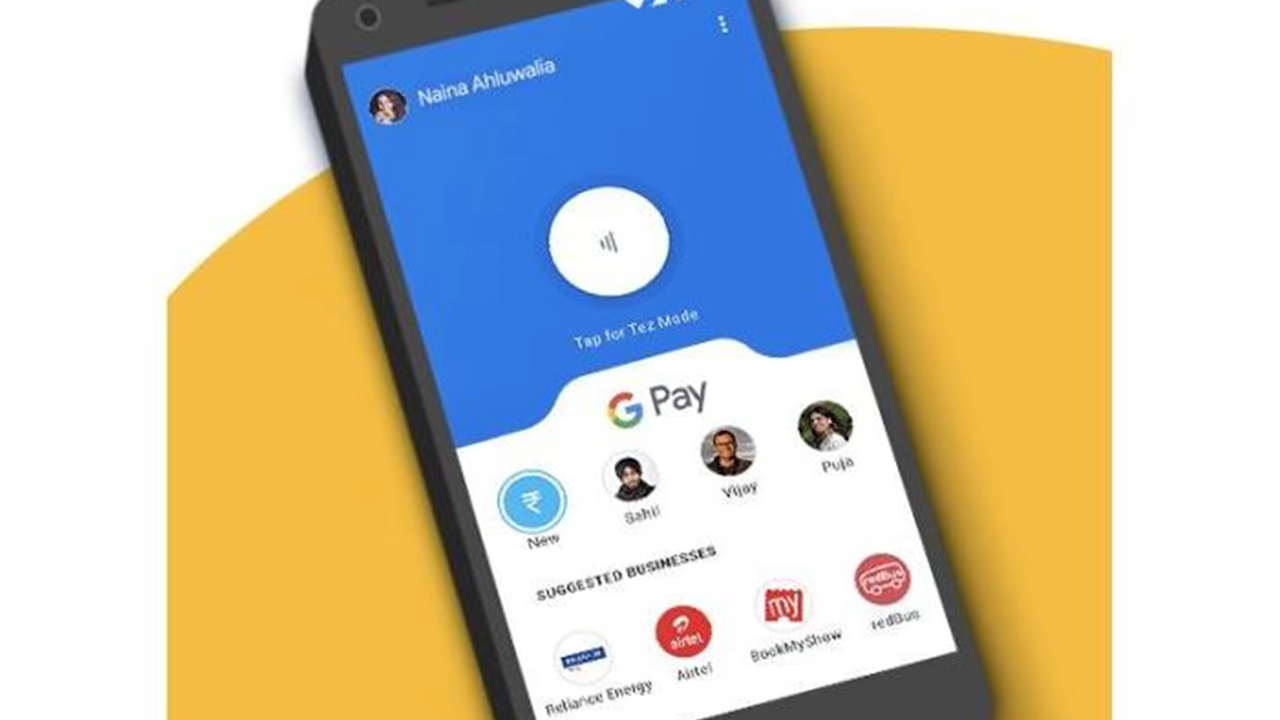 Naina Ahluwalia
Tap for Tez Mode
G Pay
New
Sahil
Vijay
Puja
SUGGESTED BUSINESSES
airtel
my
redBus
Reliance Energy
Airtel
BookMyShow
redBus